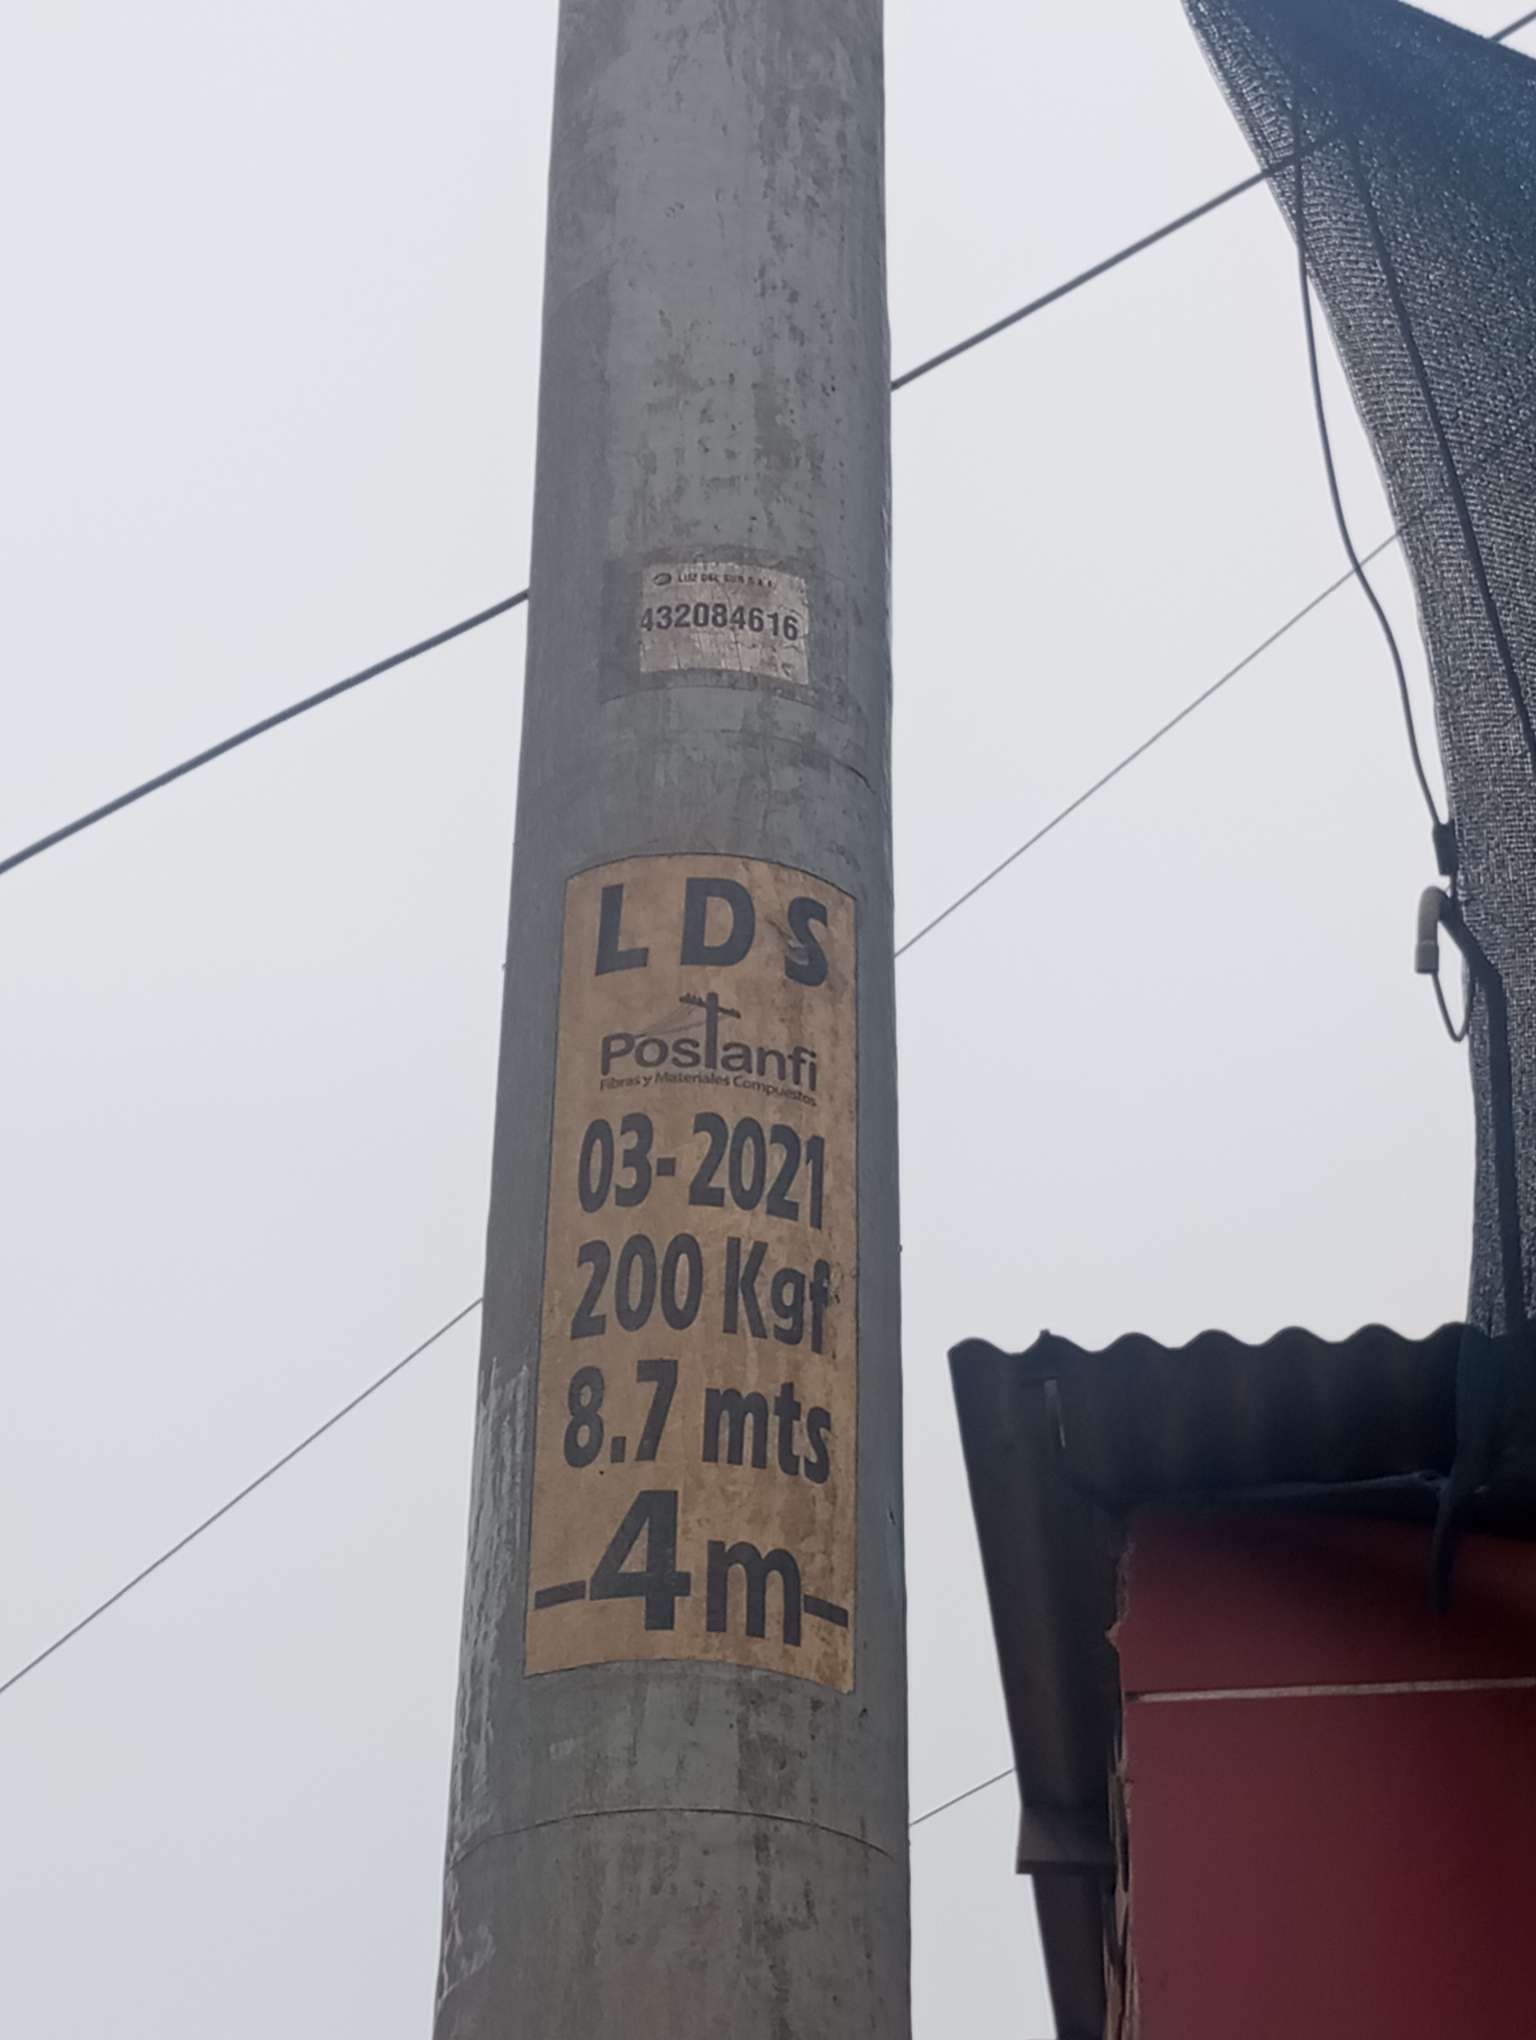 LUZ DEL SUR S.A.A.
432084616
LDS
Postanfi
Fibras y Materiales Compuestos
03-2021
200 Kgf
8.7 mts
-4m-